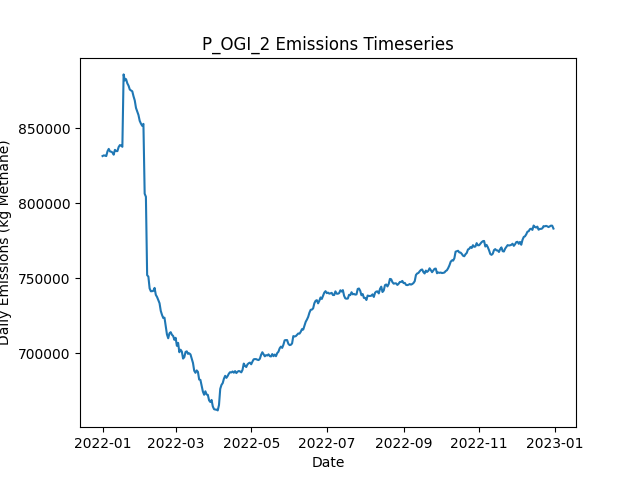 P_OGI_2 Emissions Timeseries
Daily Emissions (kg Methane)
850000
800000
750000
700000
2022-01 2022-03 2022-05 2022-07 2022-09 2022-11 2023-01
Date